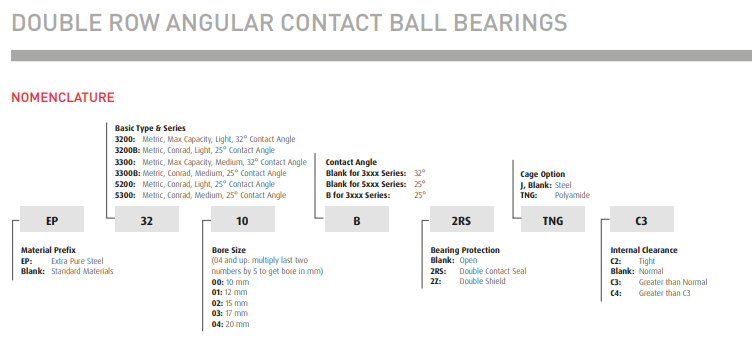 DOUBLE ROW ANGULAR CONTACT BALL BEARINGS
NOMENCLATURE
Basic Type & Series
3200: Metric, Max Capacity, Light, 32° Contact Angle
3200B: Metric, Conrad, Light, 25° Contact Angle
3300: Metric, Max Capacity, Medium, 32° Contact Angle
3300B: Metric, Conrad, Medium, 25° Contact Angle
5200: Metric, Conrad, Light, 25° Contact Angle
5300: Metric, Conrad, Medium, 25° Contact Angle
Contact Angle
Blank for 3xxx Series: 32°
Blank for 5xxx Series: 25°
B for 3xxx Series: 25°
Cage Option
J, Blank: Steel
TNG: Polyamide
EP 32 10 B 2RS TNG C3
Material Prefix
EP: Extra Pure Steel
Blank: Standard Materials
Bore Size
(04 and up: multiply last two
numbers by 5 to get bore in mm)
00: 10 mm
01: 12 mm
02: 15 mm
03: 17 mm
04: 20 mm
Bearing Protection
Blank: Open
2RS: Double Contact Seal
2Z: Double Shield
Internal Clearance
C2: Tight
Blank: Normal
C3: Greater than Normal
C4: Greater than C3